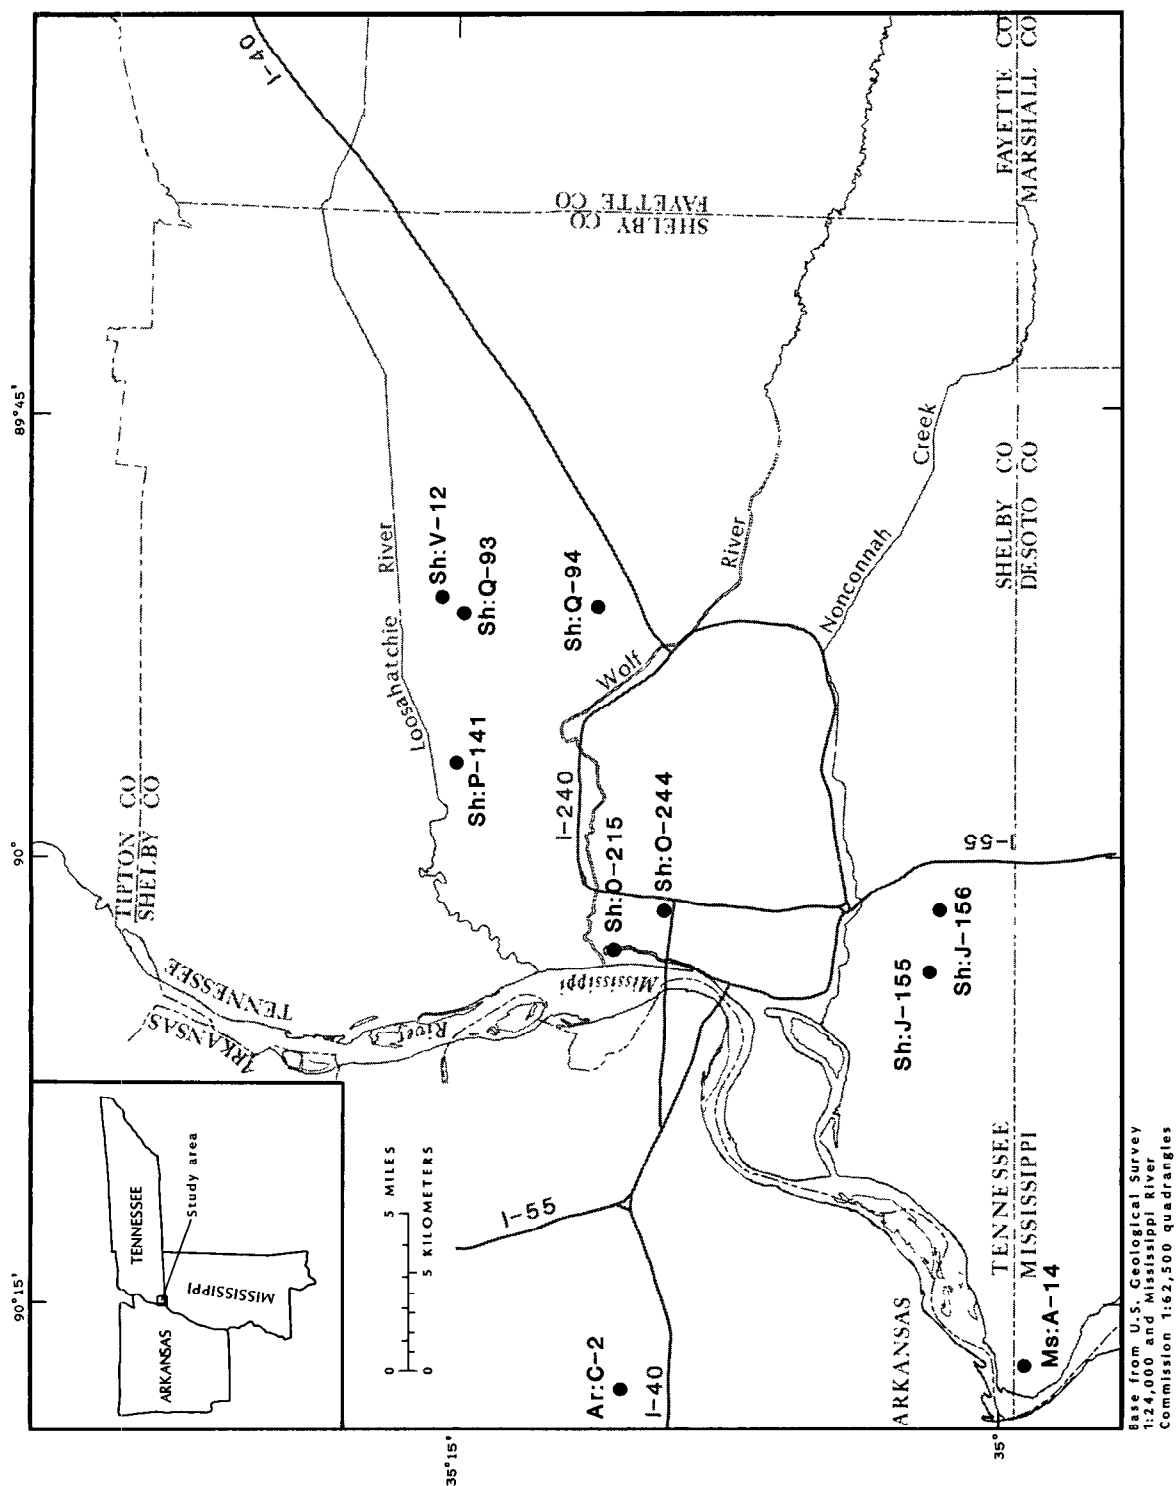 90°15'
90°
89°45'
35°15'
35°
TENNESSEE
ARKANSAS
MISSISSIPPI
Study area
5 MILES
5 KILOMETERS
0
0
ARKANSAS
TENNESSEE
TIPTON CO
SHELBY CO
I-40
Loosahatchie River
SHELBY CO
FAYETTE CO
Mississippi River
Sh:P-141
Sh:V-12
Sh:Q-93
Sh:Q-94
I-55
I-240
Wolf River
Ar:C-2
I-40
Sh:O-215
Sh:O-244
Nonconnah Creek
Sh:J-155
Sh:J-156
I-55
ARKANSAS
TENNESSEE
MISSISSIPPI
SHELBY CO
DESOTO CO
FAYETTE CO
MARSHALL CO
Ms:A-14
Base from U.S. Geological Survey
1:24,000 and Mississippi River
Commission 1:62,500 quadrangles